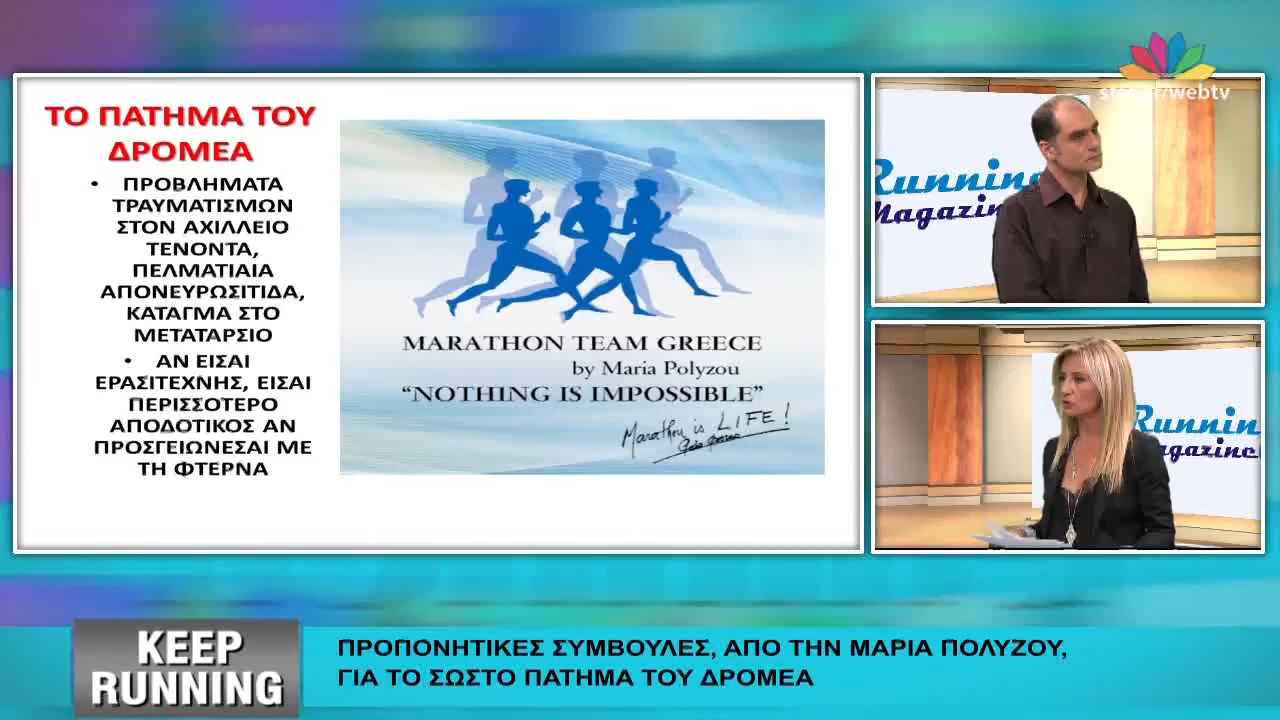 ΤΟ ΠΑΤΗΜΑ ΤΟΥ
ΔΡΟΜΕΑ
• ΠΡΟΒΛΗΜΑΤΑ
ΤΡΑΥΜΑΤΙΣΜΩΝ
ΣΤΟΝ ΑΧΙΛΛΕΙΟ
ΤΕΝΟΝΤΑ,
ΠΕΛΜΑΤΙΑΙΑ
ΑΠΟΝΕΥΡΩΣΙΤΙΔΑ,
ΚΑΤΑΓΜΑ ΣΤΟ
ΜΕΤΑΤΑΡΣΙΟ
• ΑΝ ΕΙΣΑΙ
ΕΡΑΣΙΤΕΧΝΗΣ, ΕΙΣΑΙ
ΠΕΡΙΣΣΟΤΕΡΟ
ΑΠΟΔΟΤΙΚΟΣ ΑΝ
ΠΡΟΣΓΕΙΩΝΕΣΑΙ ΜΕ
ΤΗ ΦΤΕΡΝΑ
MARATHON TEAM GREECE
by Maria Polyzou
“NOTHING IS IMPOSSIBLE”
Marathon is LIFE!
/webtv
Running
Magazine
Running
Magazine
KEEP
RUNNING
ΠΡΟΠΟΝΗΤΙΚΕΣ ΣΥΜΒΟΥΛΕΣ, ΑΠΟ ΤΗΝ ΜΑΡΙΑ ΠΟΛΥΖΟΥ,
ΓΙΑ ΤΟ ΣΩΣΤΟ ΠΑΤΗΜΑ ΤΟΥ ΔΡΟΜΕΑ